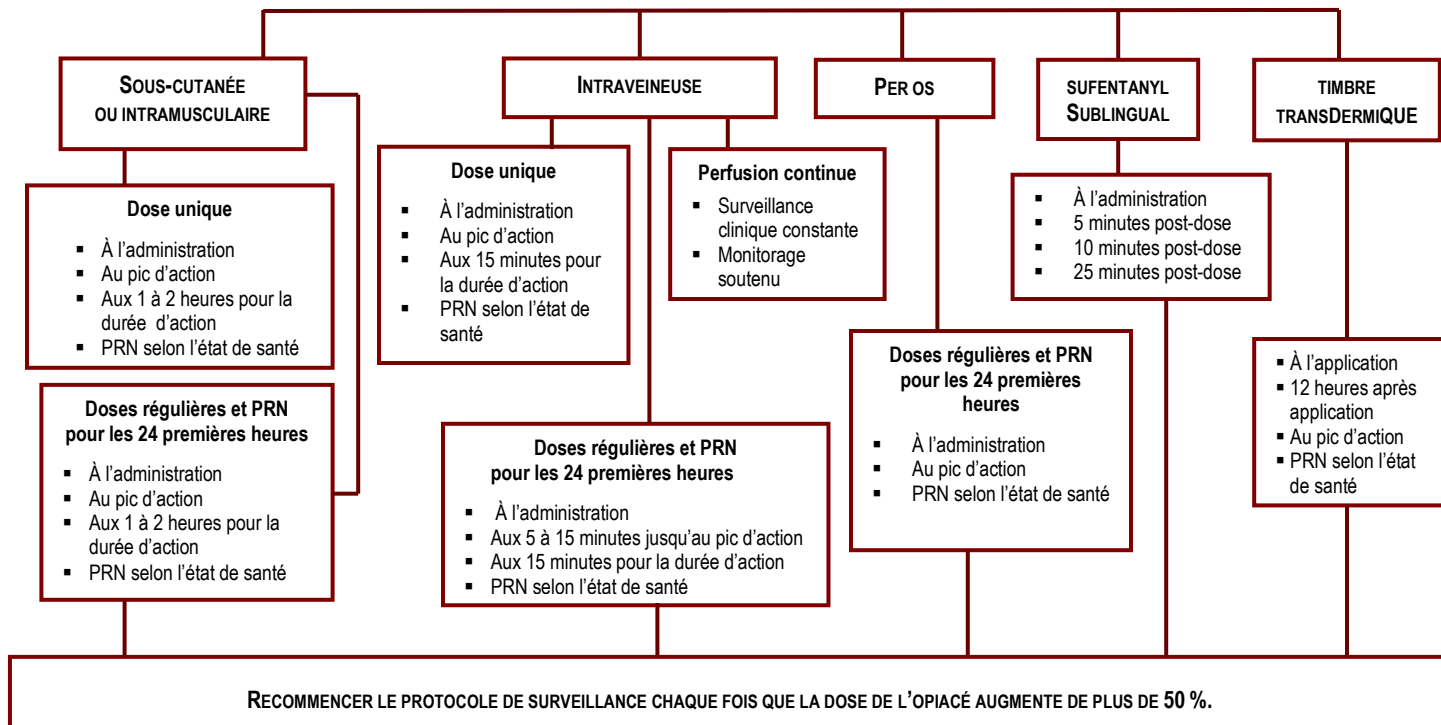 SOUS-CUTANÉE
OU INTRAMUSCULAIRE
Dose unique
▪ À l’administration
▪ Au pic d’action
▪ Aux 1 à 2 heures pour la
durée d’action
▪ PRN selon l’état de santé
Doses régulières et PRN
pour les 24 premières heures
▪ À l’administration
▪ Au pic d’action
▪ Aux 1 à 2 heures pour la
durée d’action
▪ PRN selon l’état de santé
INTRAVEINEUSE
Dose unique
▪ À l’administration
▪ Au pic d’action
▪ Aux 15 minutes pour
la durée d’action
▪ PRN selon l’état de
santé
Perfusion continue
▪ Surveillance
clinique constante
▪ Monitorage
soutenu
Doses régulières et PRN
pour les 24 premières heures
▪ À l’administration
▪ Aux 5 à 15 minutes jusqu’au pic d’action
▪ Aux 15 minutes pour la durée d’action
▪ PRN selon l’état de santé
PER OS
Doses régulières et PRN
pour les 24 premières
heures
▪ À l’administration
▪ Au pic d’action
▪ PRN selon l’état de santé
SUFENTANYL
SUBLINGUAL
▪ À l’administration
▪ 5 minutes post-dose
▪ 10 minutes post-dose
▪ 25 minutes post-dose
TIMBRE
TRANSDERMIQUE
▪ À l’application
▪ 12 heures après
application
▪ Au pic d’action
▪ PRN selon l’état
de santé
RECOMMENCER LE PROTOCOLE DE SURVEILLANCE CHAQUE FOIS QUE LA DOSE DE L’OPIACÉ AUGMENTE DE PLUS DE 50 %.